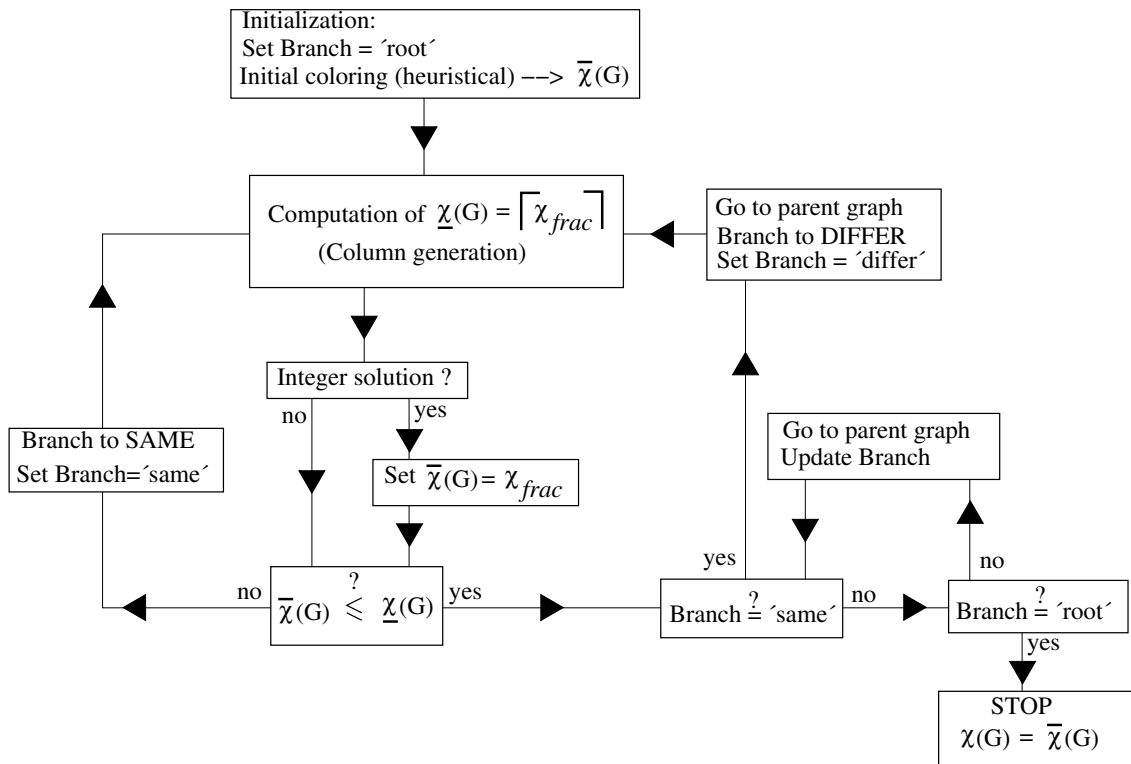 Initialization:
Set Branch = ´root´
Initial coloring (heuristical) −−> χ̅(G)
Computation of χ̲(G) = ⌈χ_frac⌉
(Column generation)
Go to parent graph
Branch to DIFFER
Set Branch = ´differ´
Integer solution ?
no
yes
Branch to SAME
Set Branch=´same´
Set χ̅(G) = χ_frac
Go to parent graph
Update Branch
no
?
χ̅(G) ⩽ χ̲(G)
yes
yes
?
Branch = ´same´
no
no
?
Branch = ´root´
yes
STOP
χ(G) = χ̅(G)